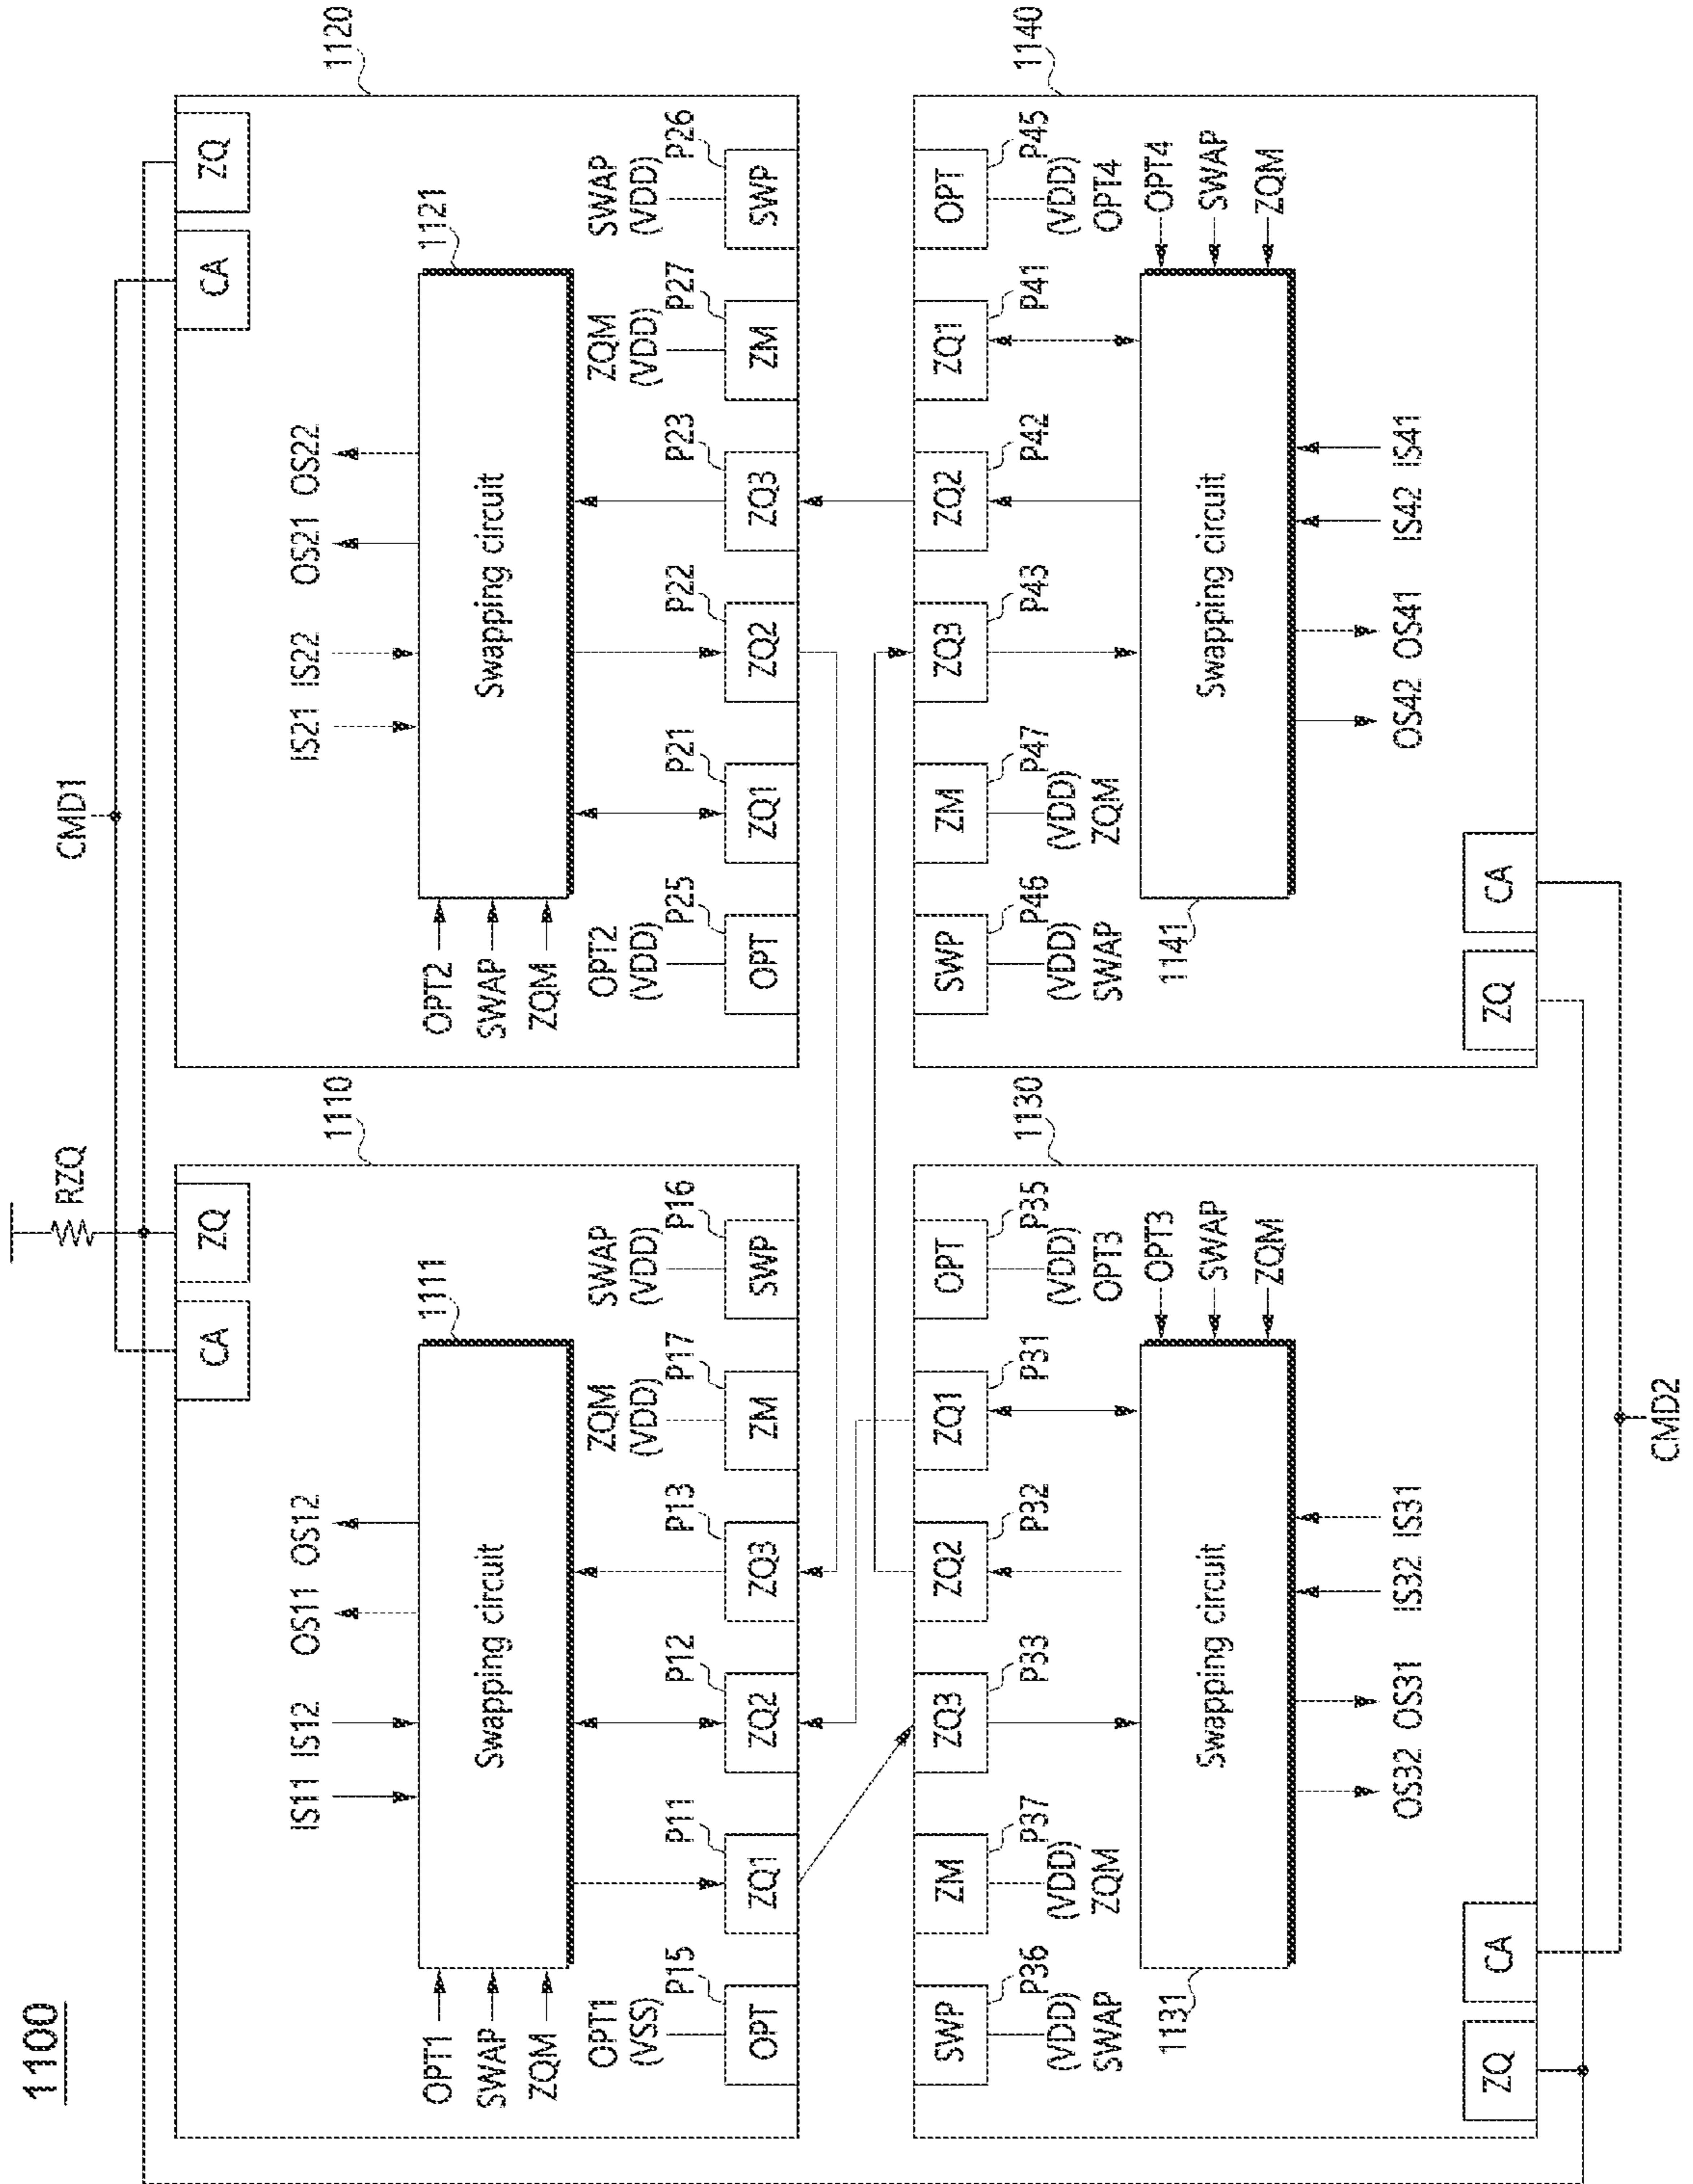 1100
RZQ
CMD1
1110
CA
ZQ
1111
Swapping circuit
OPT1
SWAP
ZQM
IS11 IS12 OS11 OS12
OPT1
(VSS)
P15
OPT
P11
ZQ1
P12
ZQ2
P13
ZQ3
ZQM
(VDD)
P17
ZM
SWAP
(VDD)
P16
SWP
1120
CA
ZQ
1121
Swapping circuit
OPT2
SWAP
ZQM
IS21 IS22 OS21 OS22
OPT2
(VDD)
P25
OPT
P21
ZQ1
P22
ZQ2
P23
ZQ3
ZQM
(VDD)
P27
ZM
SWAP
(VDD)
P26
SWP
1130
SWP
P36
(VDD)
SWAP
ZM
P37
(VDD)
ZQM
ZQ3
P33
ZQ2
P32
ZQ1
P31
OPT
P35
(VDD)
OPT3
OPT3
SWAP
ZQM
Swapping circuit
1131
OS32 OS31 IS32 IS31
ZQ
CA
1140
SWP
P46
(VDD)
SWAP
ZM
P47
(VDD)
ZQM
ZQ3
P43
ZQ2
P42
ZQ1
P41
OPT
P45
(VDD)
OPT4
OPT4
SWAP
ZQM
Swapping circuit
1141
OS42 OS41 IS42 IS41
ZQ
CA
CMD2